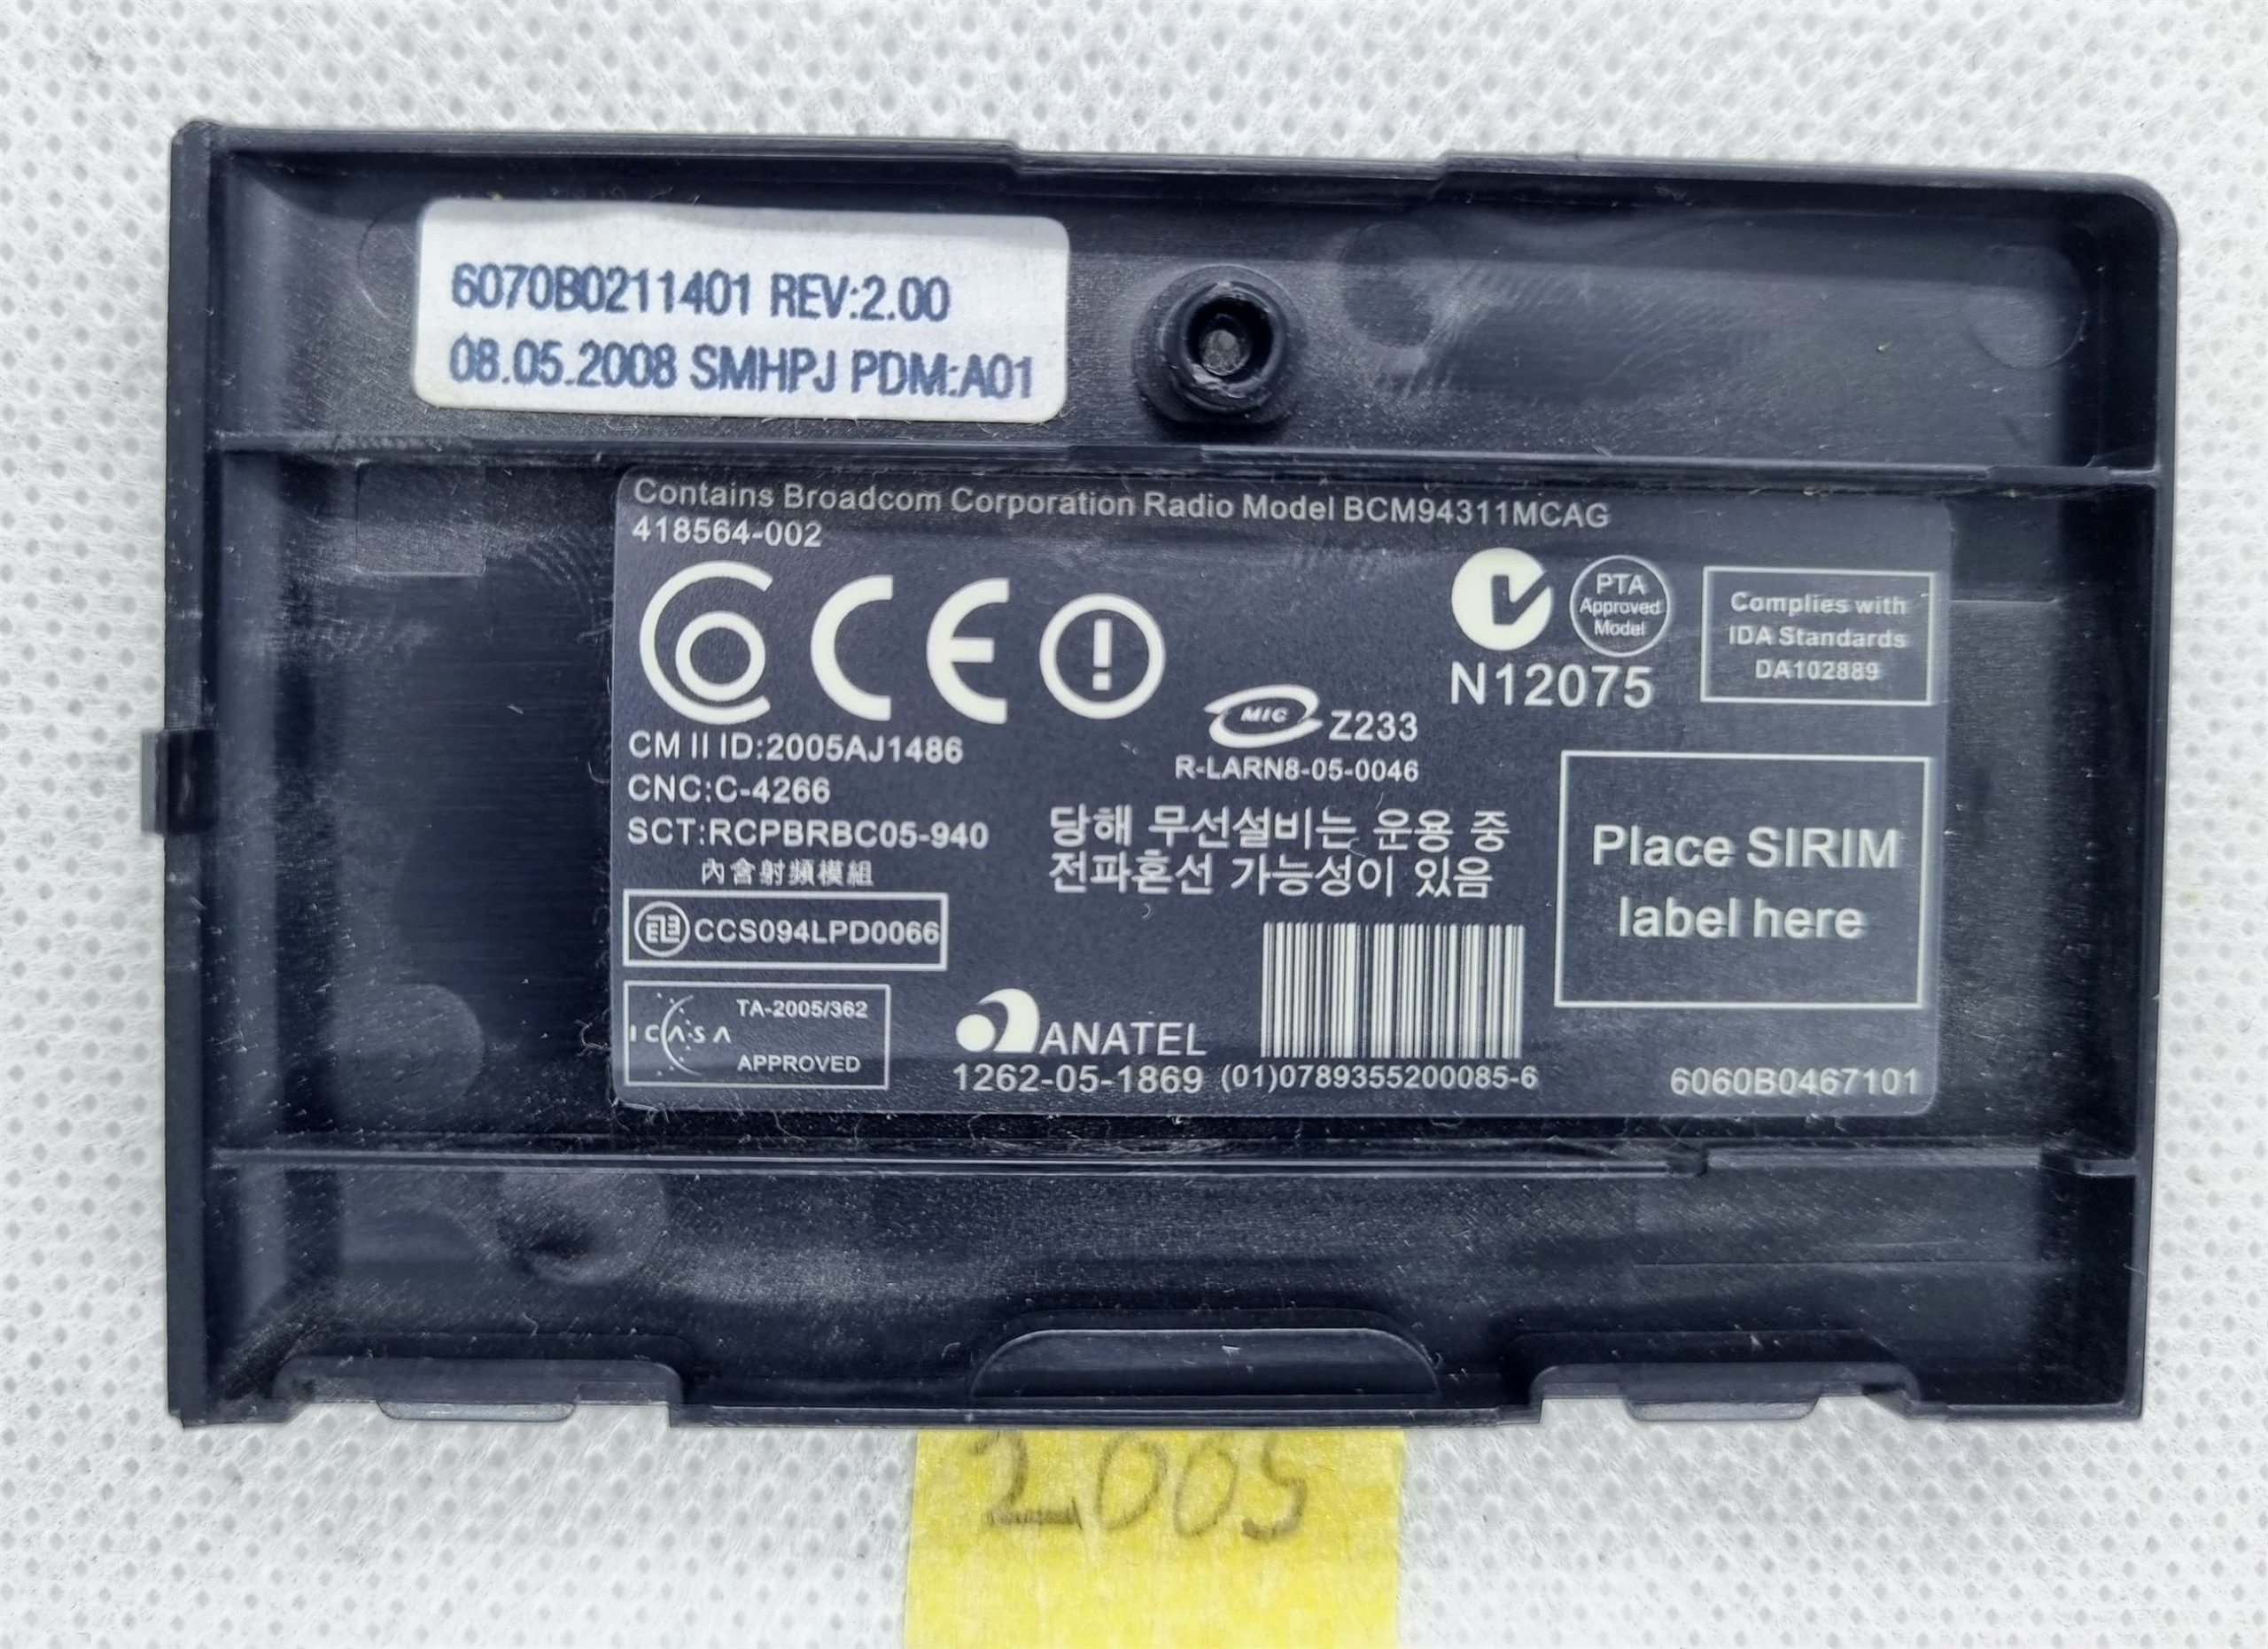 6070B0211401 REV:2.00
08.05.2008 SMHPJ PDM:A01
Contains Broadcom Corporation Radio Model BCM94311MCAG
418564-002
CE
N12075
PTA
Approved
Model
Complies with
IDA Standards
DA102889
MIC Z233
R-LARN8-05-0046
CM II ID:2005AJ1486
CNC:C-4266
SCT:RCPBRBC05-940
內含射頻模組
당해 무선설비는 운용 중
전파혼선 가능성이 있음
Place SIRIM
label here
CCS094LPD0066
ICASA
TA-2005/362
APPROVED
ANATEL
1262-05-1869
(01)0789355200085-6
6060B0467101
2005